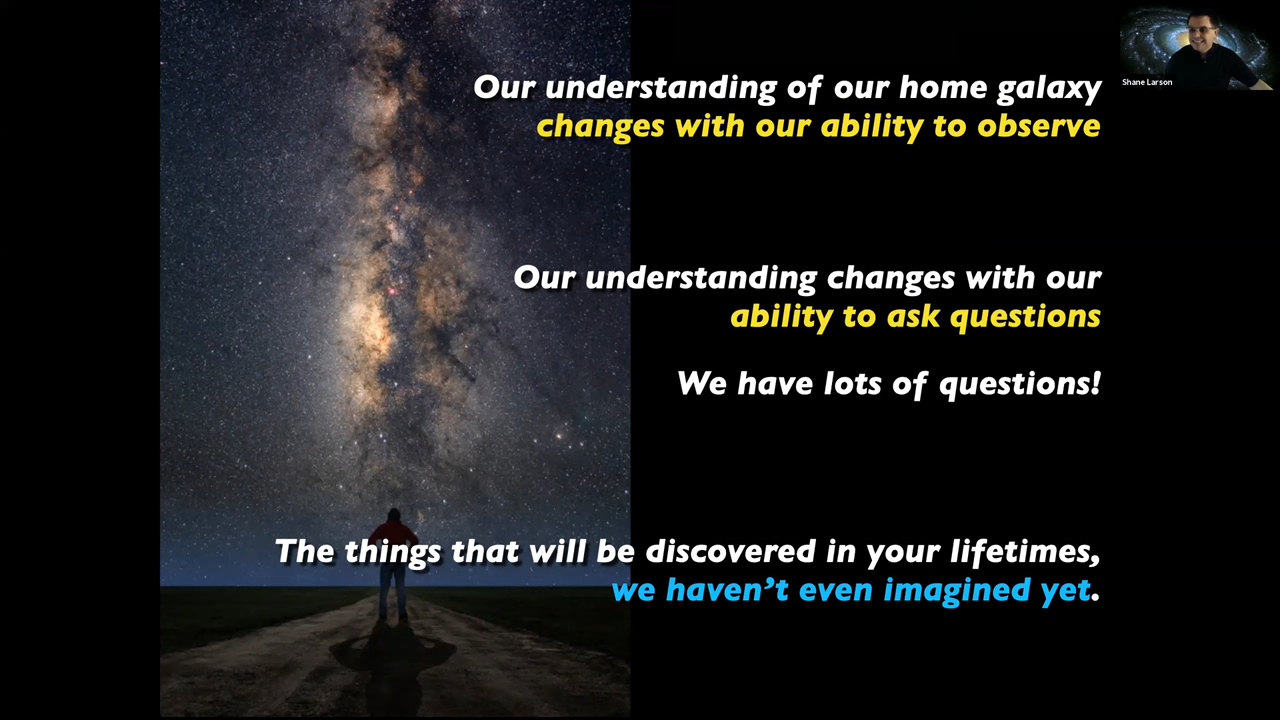 Shane Larson
Our understanding of our home galaxy
changes with our ability to observe
Our understanding changes with our
ability to ask questions
We have lots of questions!
The things that will be discovered in your lifetimes,
we haven’t even imagined yet.